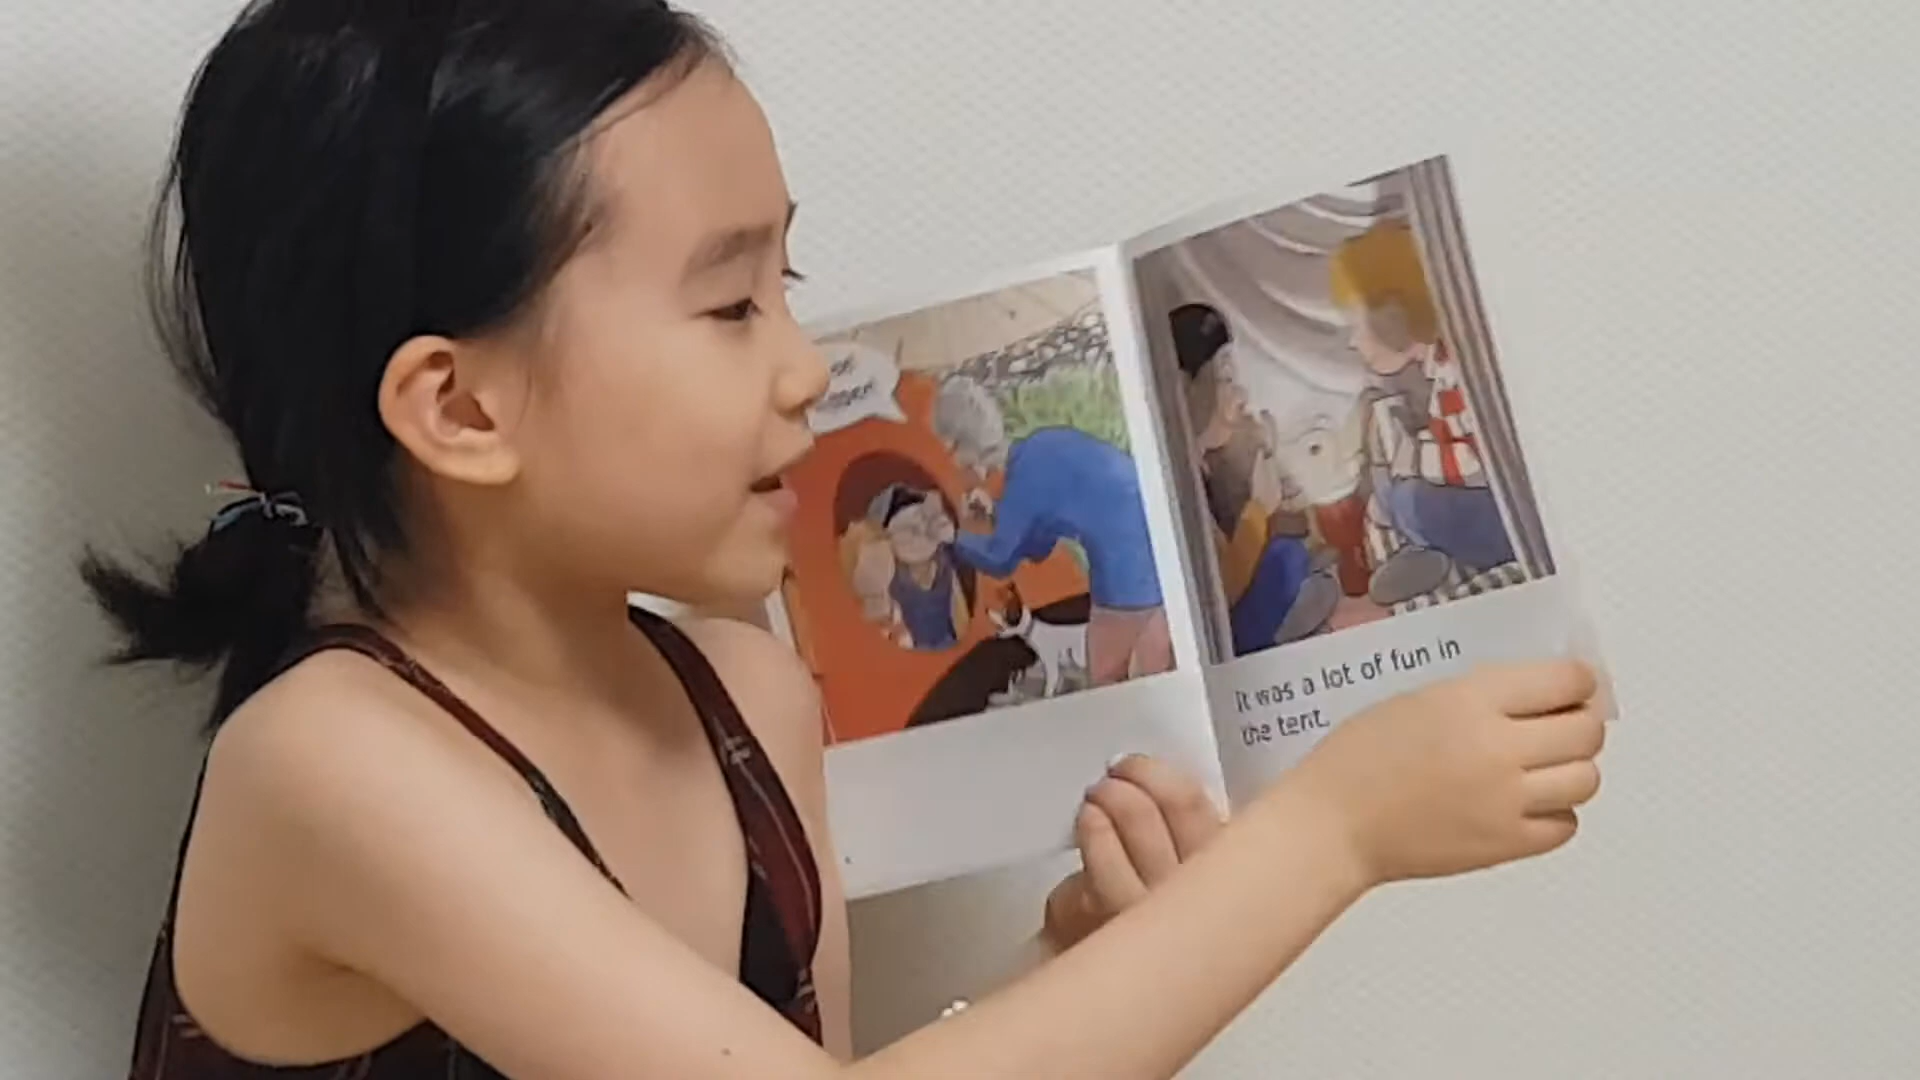 It was a lot of fun in
the tent.